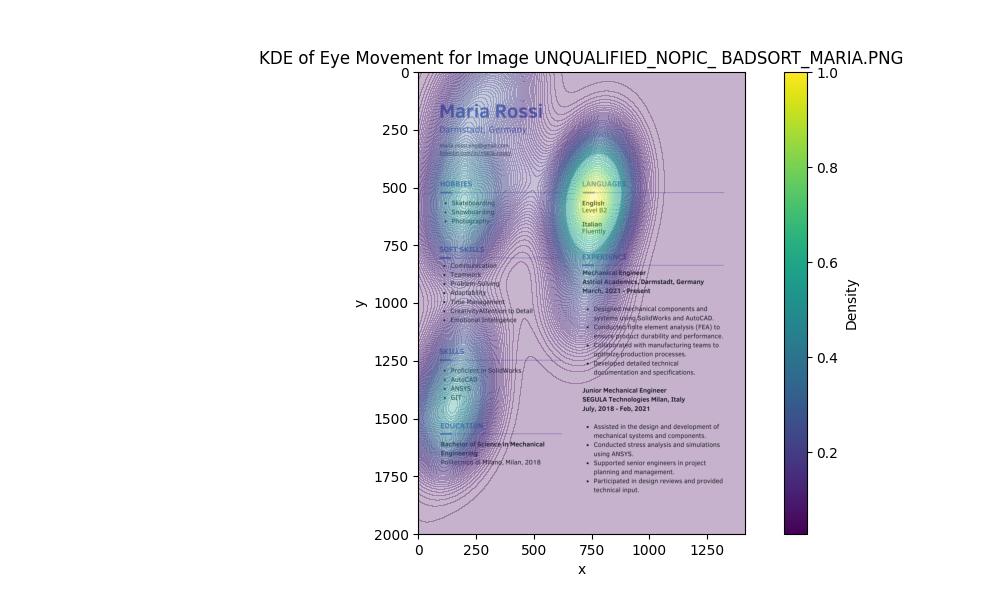 KDE of Eye Movement for Image UNQUALIFIED_NOPIC_ BADSORT_MARIA.PNG
0
250
500
750
1000
1250
1500
1750
2000
y
0
250
500
750
1000
1250
x
Maria Rossi
Darmstadt, Germany
HOBBIES
Skateboarding
Snowboarding
Photography
SOFT SKILLS
Communication
Teamwork
Problem-Solving
Adaptability
Time Management
CreativityAttention to Detail
Emotional Intelligence
SKILLS
Proficient in SolidWorks
AutoCAD
ANSYS
GIT
EDUCATION
Bachelor of Science in Mechanical
Engineering
Politecnico di Milano, Milan, 2018
LANGUAGES
English
Level B2
Italian
Fluently
EXPERIENCE
Mechanical Engineer
Astriol Academics, Darmstadt, Germany
March, 2021 - Present
Designed mechanical components and
systems using SolidWorks and AutoCAD.
Conducted finite element analysis (FEA) to
ensure product durability and performance.
Collaborated with manufacturing teams to
optimize production processes.
Developed detailed technical
documentation and specifications.
Junior Mechanical Engineer
SEGULA Technologies Milan, Italy
July, 2018 - Feb, 2021
Assisted in the design and development of
mechanical systems and components.
Conducted stress analysis and simulations
using ANSYS.
Supported senior engineers in project
planning and management.
Participated in design reviews and provided
technical input.
1.0
0.8
0.6
0.4
0.2
Density